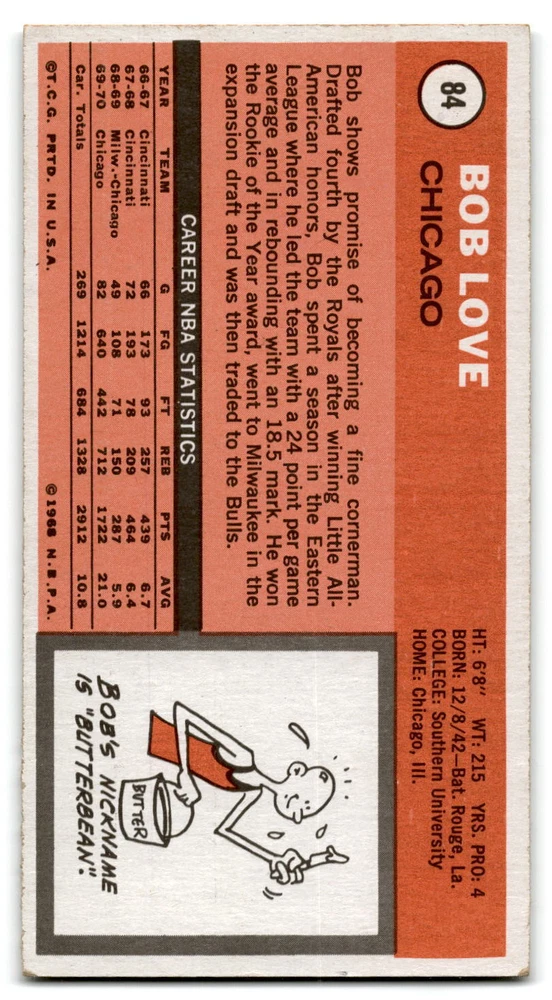 84
BOB LOVE
CHICAGO
HT: 6'8" WT: 215 YRS. PRO: 4
BORN: 12/8/42—Bat. Rouge, La.
COLLEGE: Southern University
HOME: Chicago, Ill.
Bob shows promise of becoming a fine cornerman.
Drafted fourth by the Royals after winning Little All-
American honors, Bob spent a season in the Eastern
League where he led the team with a 24 point per game
average and in rebounding with an 18.5 mark. He won
the Rookie of the Year award, went to Milwaukee in the
expansion draft and was then traded to the Bulls.
CAREER NBA STATISTICS
YEAR TEAM G FG FT REB PTS AVG
66-67 Cincinnati 66 173 93 257 439 6.7
67-68 Cincinnati 72 193 78 209 464 6.4
68-69 Milw.-Chicago 49 108 71 150 287 5.9
69-70 Chicago 82 640 442 712 1722 21.0
Car. Totals 269 1214 684 1328 2912 10.8
©T.C.G. PRTD. IN U.S.A. ©1968 N.B.P.A.
BUTTER
BOB'S NICKNAME
IS "BUTTERBEAN".